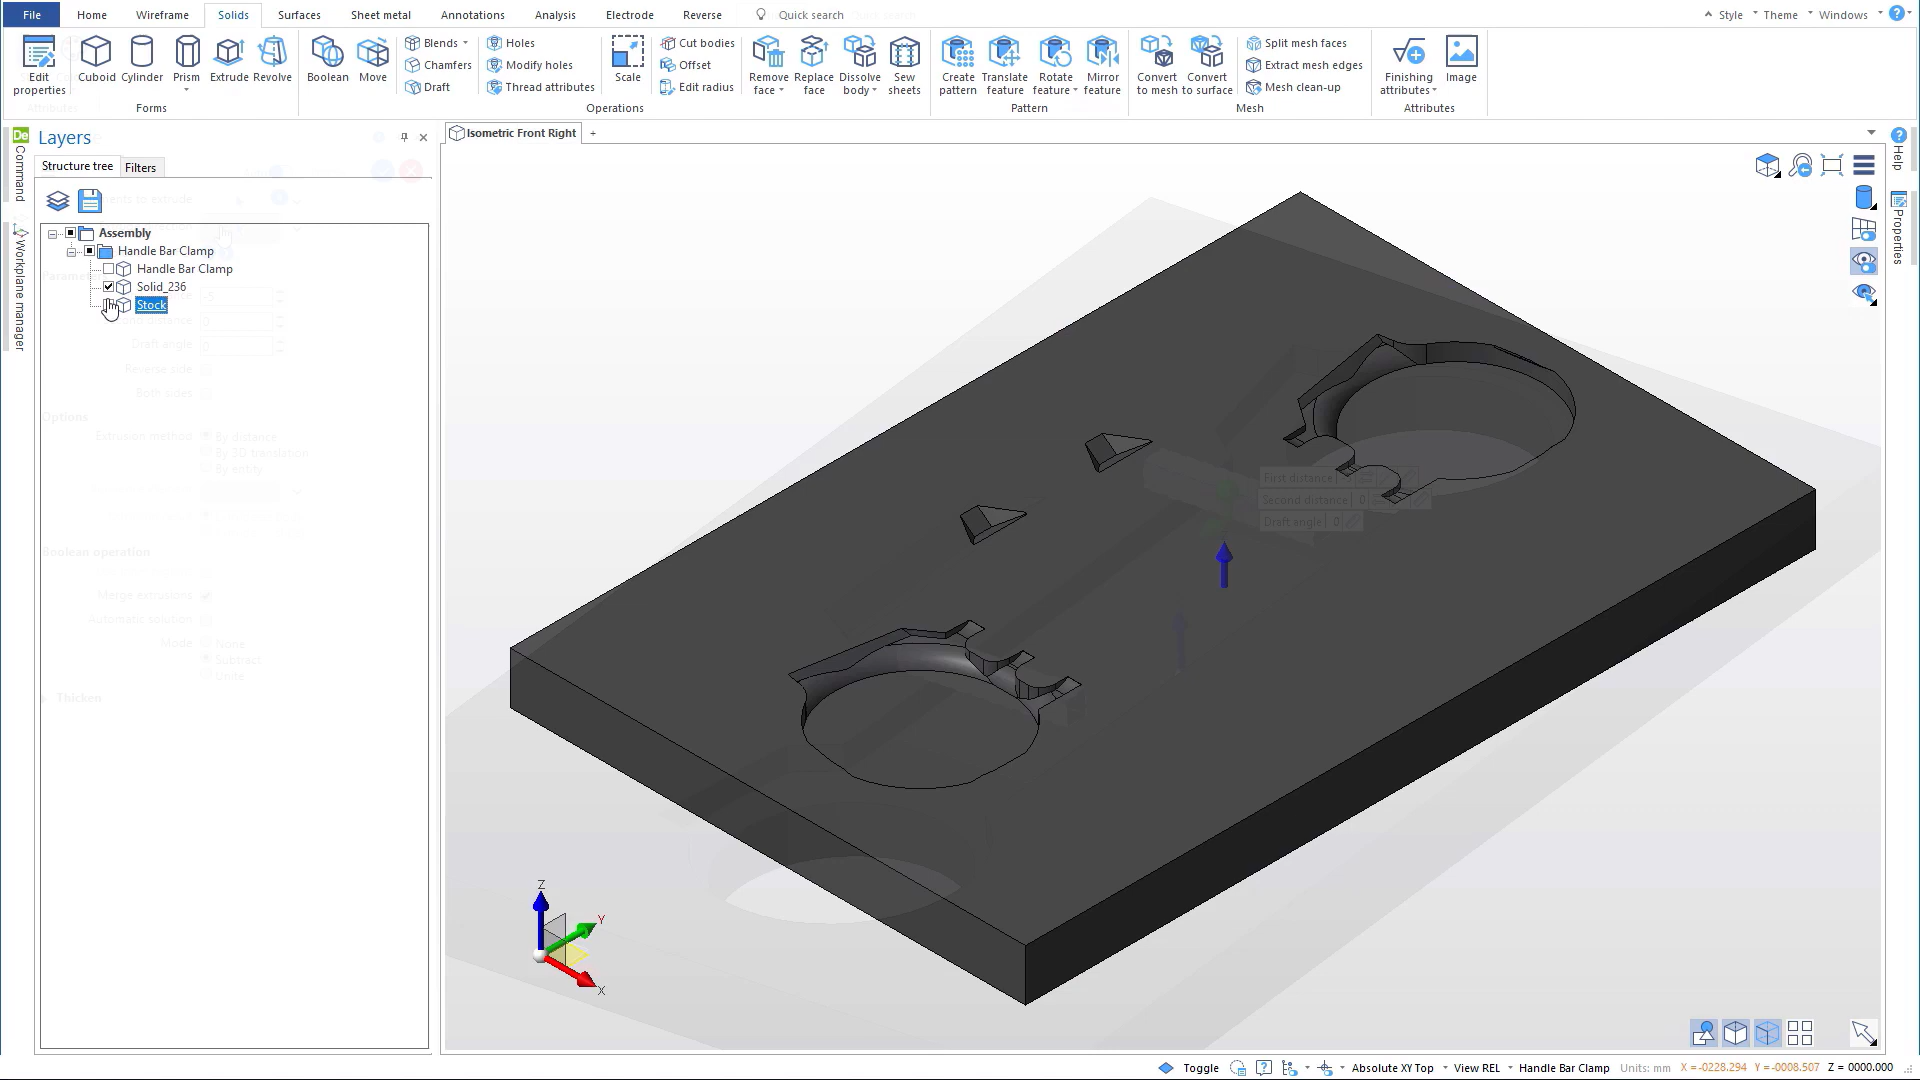 File Home Wireframe Solids Surfaces Sheet metal Annotations Analysis Electrode Reverse Quick search Style Theme Windows
Edit properties Cuboid Cylinder Prism Extrude Revolve
Forms
Boolean Move Blends Chamfers Draft Holes Modify holes Thread attributes Scale Cut bodies Offset Edit radius Remove face Replace face Dissolve body Sew sheets
Operations
Create pattern Translate feature Rotate feature Mirror feature
Pattern
Convert to mesh Convert to surface Split mesh faces Extract mesh edges Mesh clean-up
Mesh
Finishing attributes Image
Attributes
De Command
Workplane manager
Layers
Structure tree Filters
Assembly
Handle Bar Clamp
Handle Bar Clamp
Solid_236
Stock
Draft angle 0
Reverse side
Both sides
Options
Extrusion method By distance
By 3D translation
By entity
Boolean operation
Merge extrusions
Automatic solution
Mode None
Subtract
Unite
Thicken
Isometric Front Right +
First distance
Second distance 0
Draft angle 0
Z
Y
X
Help
Properties
Toggle Absolute XY Top View REL Handle Bar Clamp Units: mm X =-0228.294 Y =-0008.507 Z = 0000.000